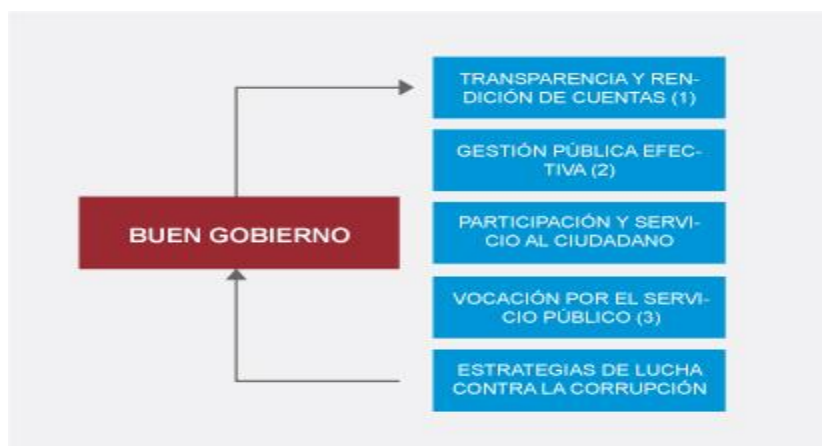 TRANSPARENCIA Y REN-
DICIÓN DE CUENTAS (1)
GESTIÓN PÚBLICA EFEC-
TIVA (2)
BUEN GOBIERNO
PARTICIPACIÓN Y SERVI-
CIO AL CIUDADANO
VOCACIÓN POR EL SERVI-
CIO PÚBLICO (3)
ESTRATEGIAS DE LUCHA
CONTRA LA CORRUPCIÓN